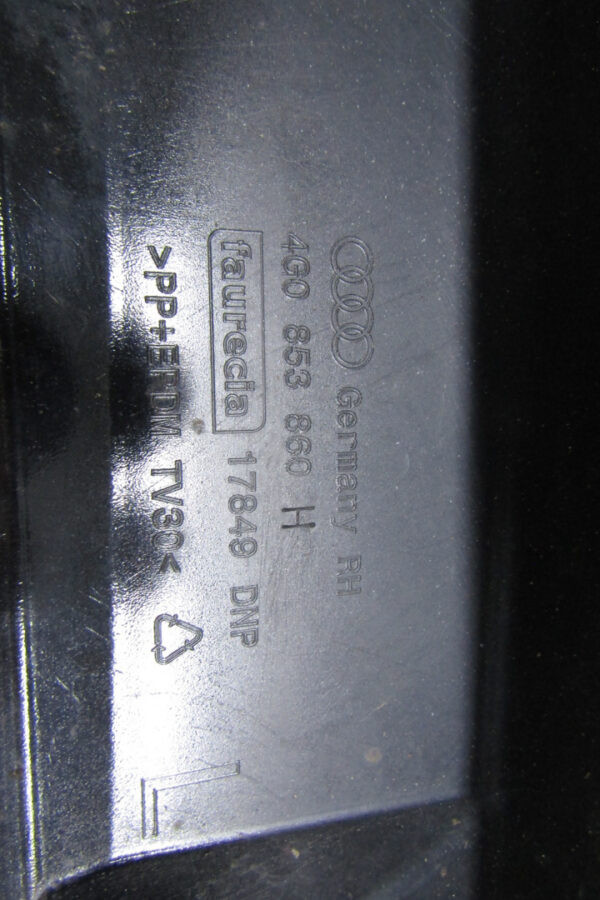 Germany RH
4G0 853 860 H
faurecia 17849 DNP
>PP+EPDM TV30<
L